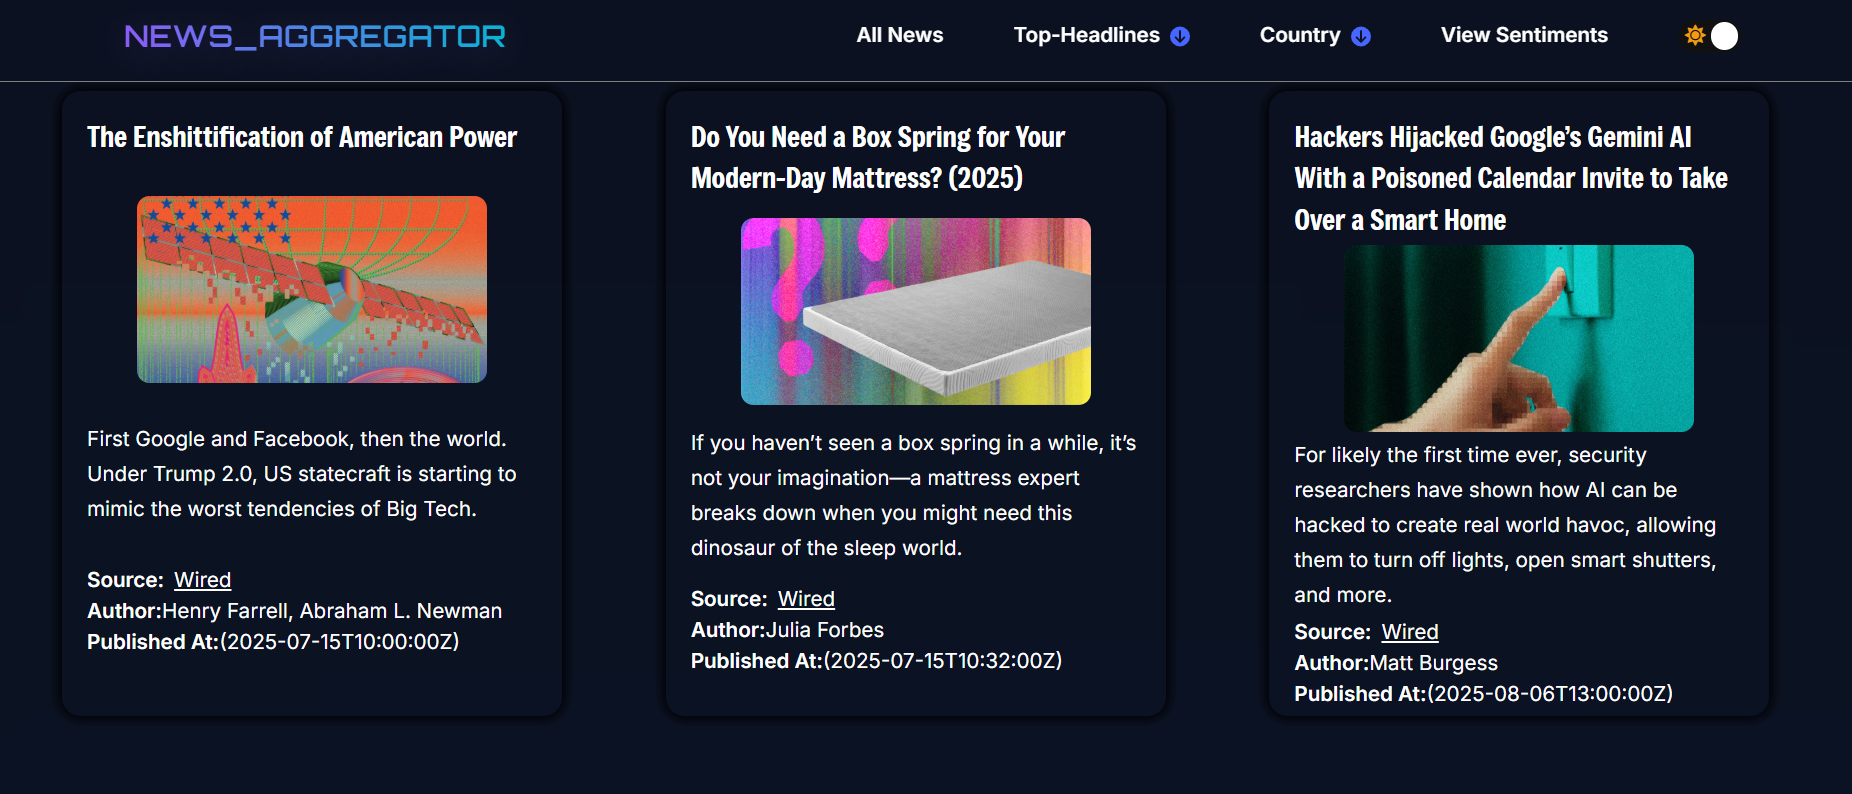 NEWS_AGGREGATOR
All News
Top-Headlines
Country
View Sentiments
The Enshittification of American Power
First Google and Facebook, then the world.
Under Trump 2.0, US statecraft is starting to
mimic the worst tendencies of Big Tech.
Source: Wired
Author:Henry Farrell, Abraham L. Newman
Published At:(2025-07-15T10:00:00Z)
Do You Need a Box Spring for Your
Modern-Day Mattress? (2025)
If you haven’t seen a box spring in a while, it’s
not your imagination—a mattress expert
breaks down when you might need this
dinosaur of the sleep world.
Source: Wired
Author:Julia Forbes
Published At:(2025-07-15T10:32:00Z)
Hackers Hijacked Google’s Gemini AI
With a Poisoned Calendar Invite to Take
Over a Smart Home
For likely the first time ever, security
researchers have shown how AI can be
hacked to create real world havoc, allowing
them to turn off lights, open smart shutters,
and more.
Source: Wired
Author:Matt Burgess
Published At:(2025-08-06T13:00:00Z)